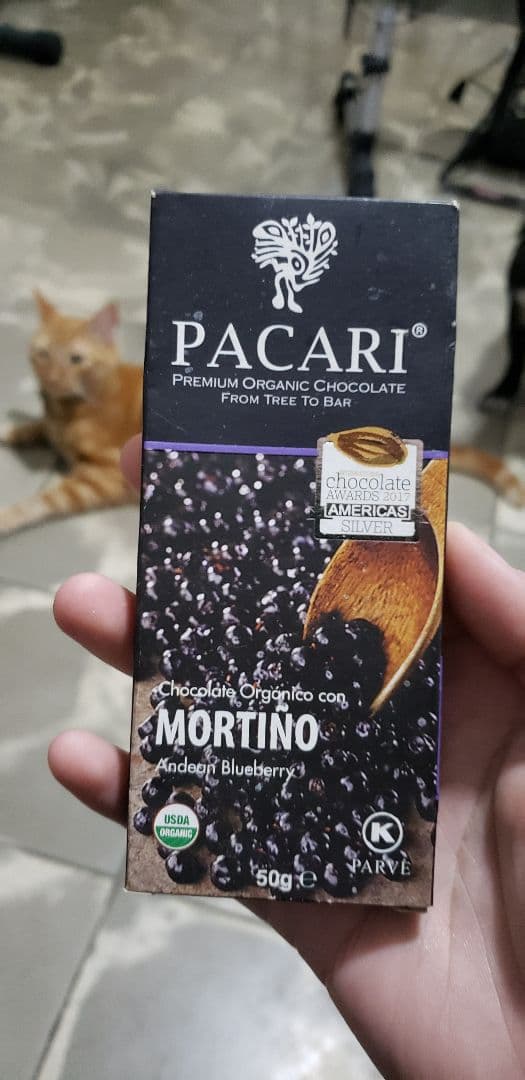 PACARI®
PREMIUM ORGANIC CHOCOLATE
FROM TREE TO BAR
chocolate
AWARDS 2017
AMERICAS
SILVER
Chocolate Orgánico con
MORTIÑO
Andean Blueberry
USDA
ORGANIC
K
PARVE
50g ℮